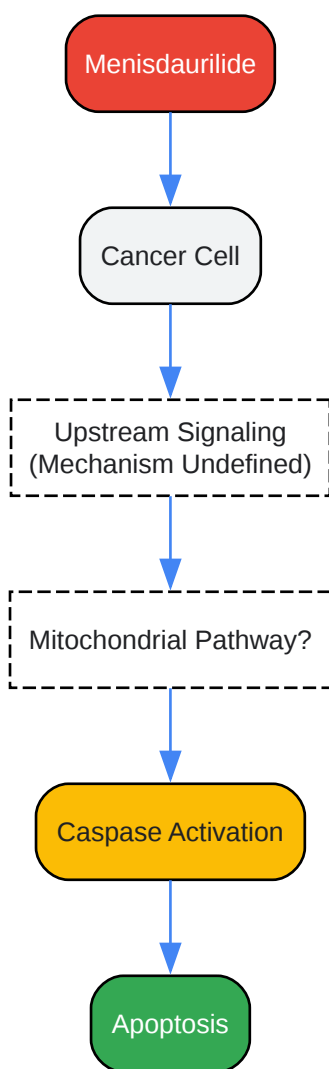 Menisdaurilide
Cancer Cell
Upstream Signaling
(Mechanism Undefined)
Mitochondrial Pathway?
Caspase Activation
Apoptosis